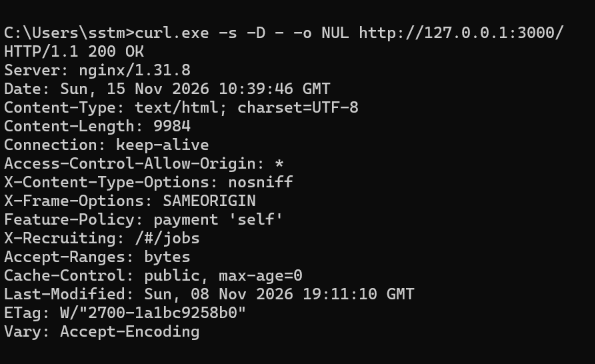 C:\Users\sstm>curl.exe -s -D - -o NUL http://127.0.0.1:3000/
HTTP/1.1 200 OK
Server: nginx/1.31.8
Date: Sun, 15 Nov 2026 10:39:46 GMT
Content-Type: text/html; charset=UTF-8
Content-Length: 9984
Connection: keep-alive
Access-Control-Allow-Origin: *
X-Content-Type-Options: nosniff
X-Frame-Options: SAMEORIGIN
Feature-Policy: payment 'self'
X-Recruiting: /#/jobs
Accept-Ranges: bytes
Cache-Control: public, max-age=0
Last-Modified: Sun, 08 Nov 2026 19:11:10 GMT
ETag: W/"2700-1a1bc9258b0"
Vary: Accept-Encoding